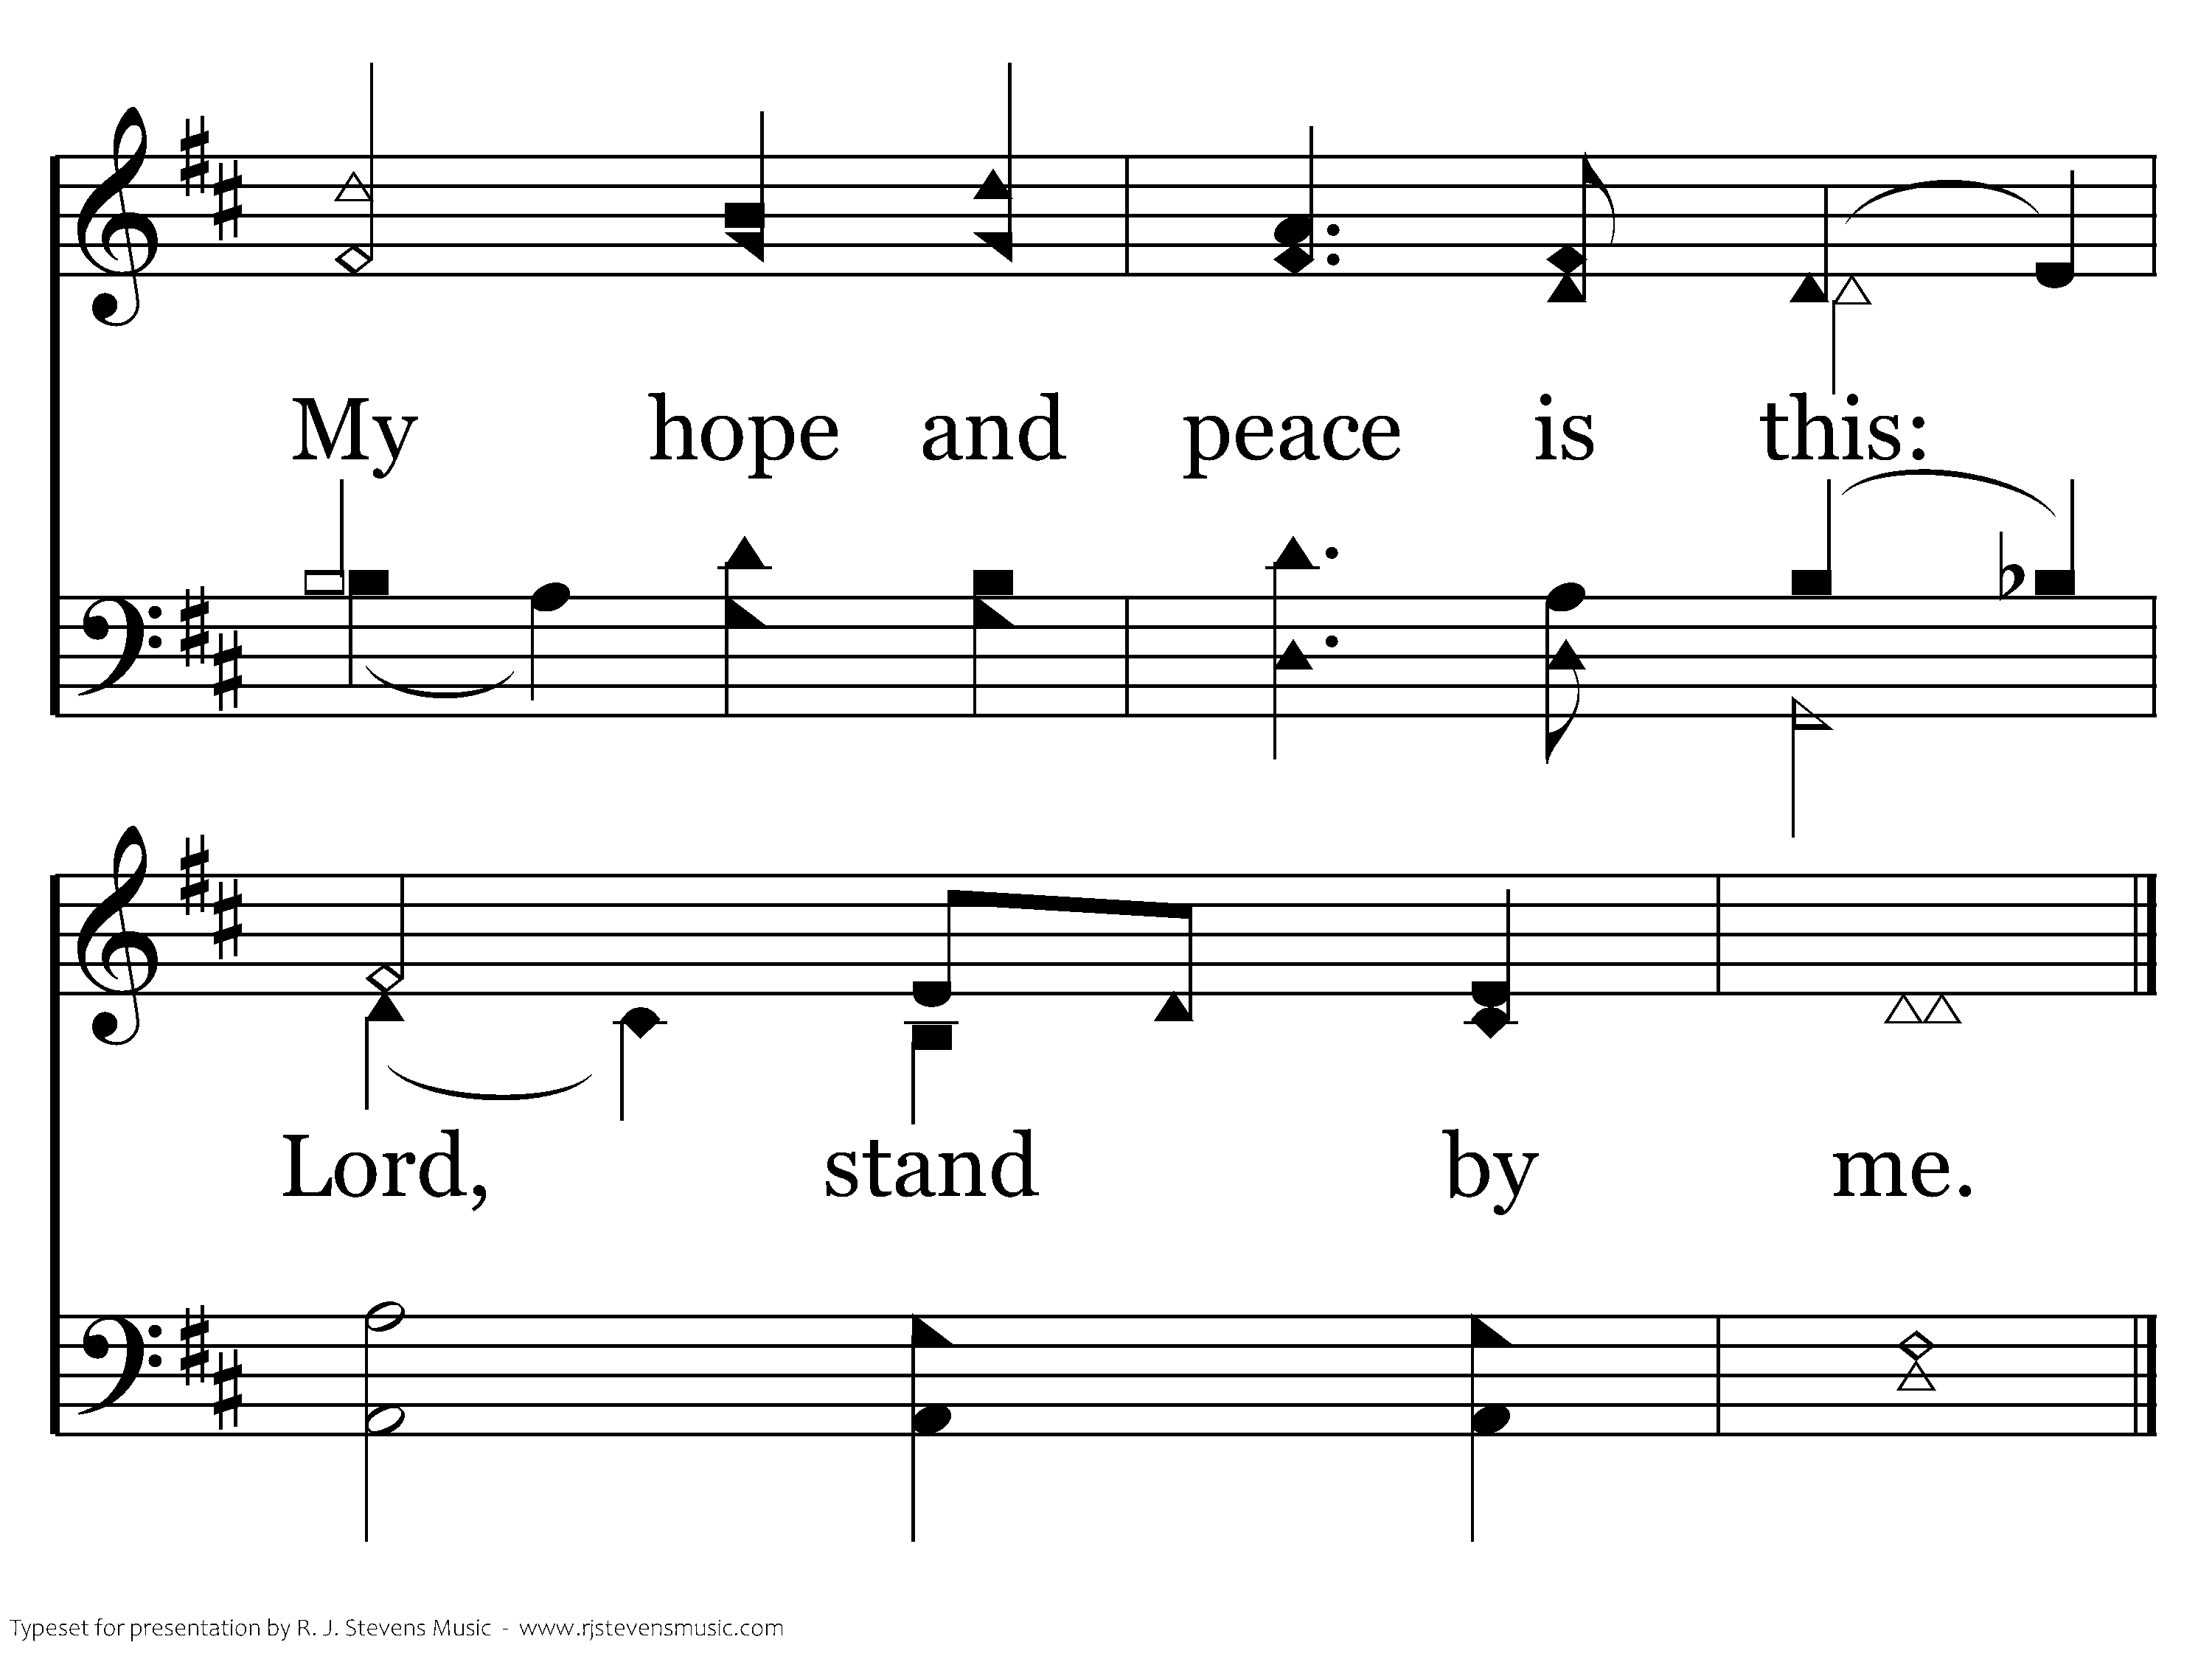 My hope and peace is this:
Lord, stand by me.
Typeset for presentation by R. J. Stevens Music - www.rjstevensmusic.com